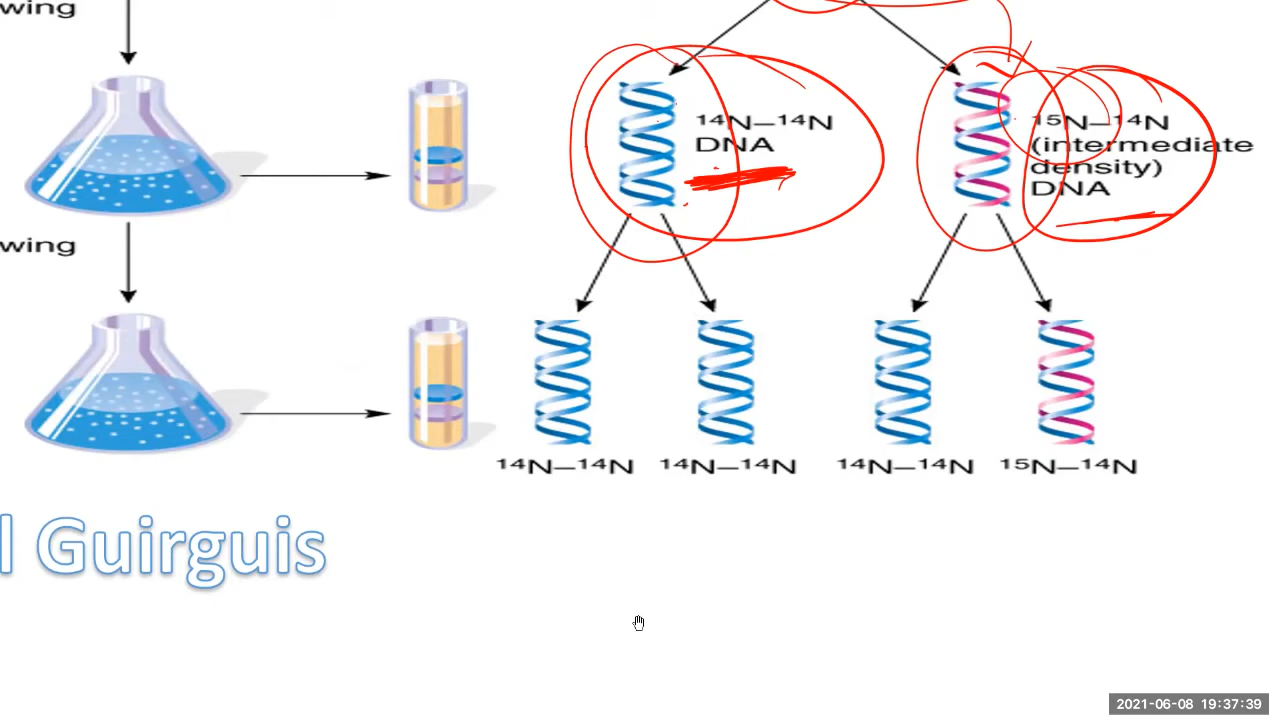 wing
¹⁴N–¹⁴N
DNA
¹⁵N–¹⁴N
(intermediate
density)
DNA
wing
¹⁴N–¹⁴N ¹⁴N–¹⁴N ¹⁴N–¹⁴N ¹⁵N–¹⁴N
l Guirguis
2021-06-08 19:37:39